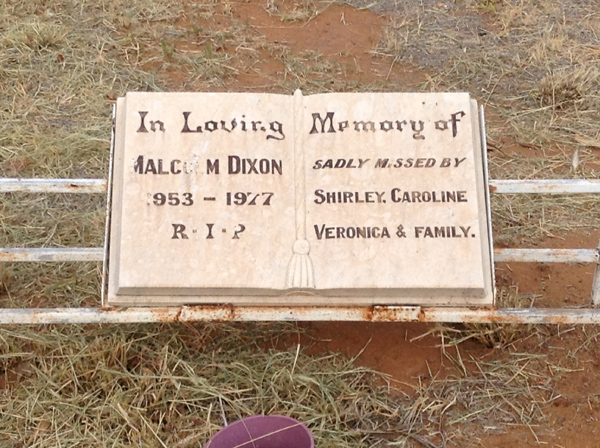 In Loving
Malcolm Dixon
1953 - 1977
R·I·P
Memory of
SADLY MISSED BY
SHIRLEY, CAROLINE
VERONICA & FAMILY.